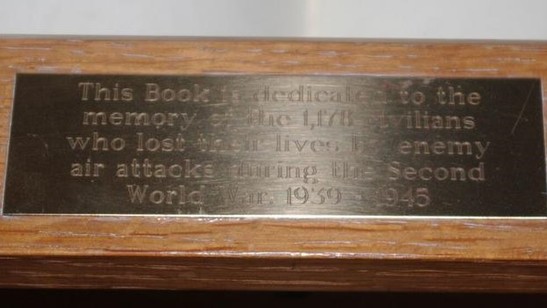 This Book is dedicated to the
memory of the 1,178 civilians
who lost their lives by enemy
air attacks during the Second
World War 1939 - 1945